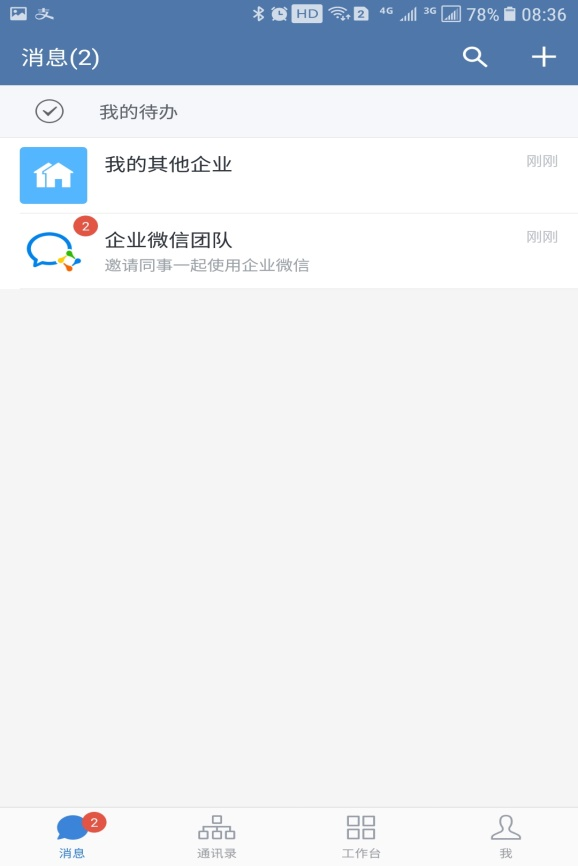 HD 2 4G 3G 78% 08:36
消息(2)
我的待办
我的其他企业 刚刚
2
企业微信团队 刚刚
邀请同事一起使用企业微信
2
消息 通讯录 工作台 我